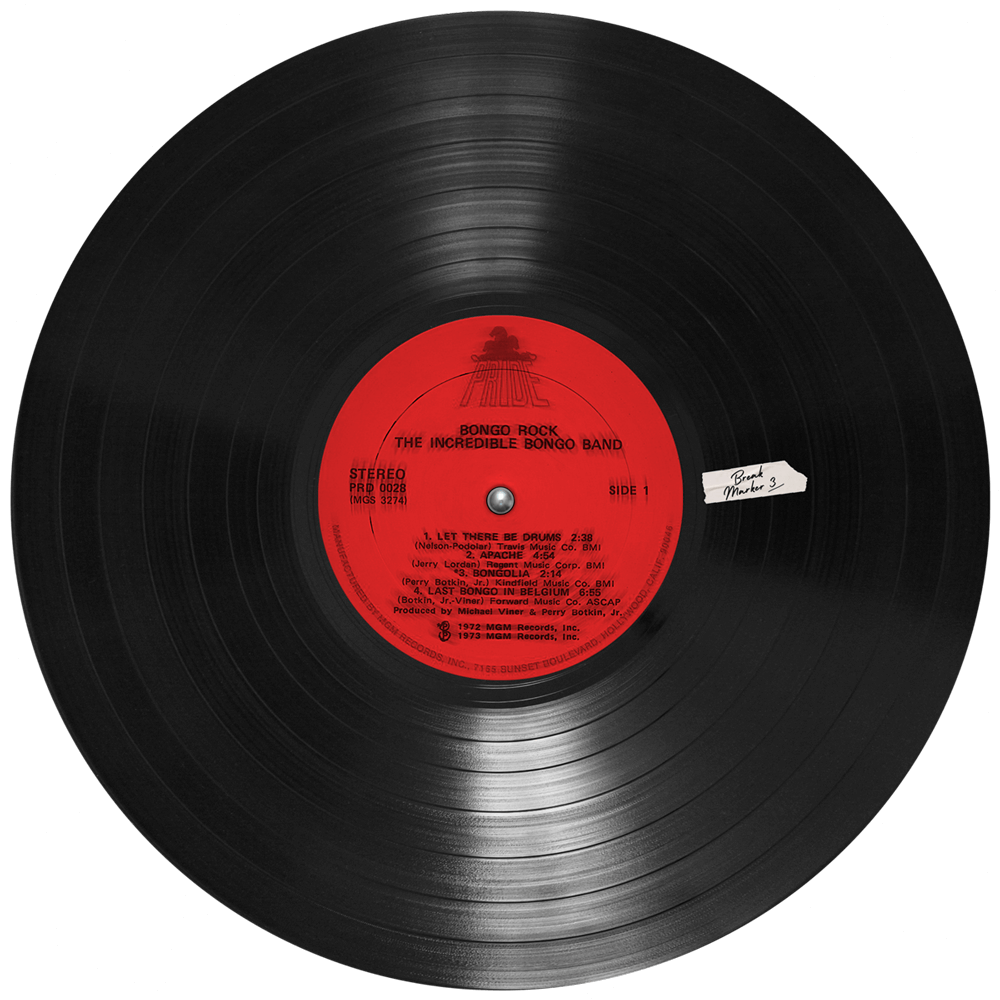 PRIDE
BONGO ROCK
THE INCREDIBLE BONGO BAND
STEREO
PRD 0028
(MGS 3274)
SIDE 1
Break
Marker 3
1. LET THERE BE DRUMS 2:38
(Nelson-Podolar) Travis Music Co. BMI
2. APACHE 4:54
(Jerry Lordan) Regent Music Corp. BMI
*3. BONGOLIA 2:14
(Perry Botkin, Jr.) Kindfield Music Co. BMI
4. LAST BONGO IN BELGIUM 6:55
(Botkin, Jr.-Viner) Forward Music Co. ASCAP
Produced by Michael Viner & Perry Botkin, Jr.
*℗ 1972 MGM Records, Inc.
℗ 1973 MGM Records, Inc.
MANUFACTURED BY MGM RECORDS, INC., 7165 SUNSET BOULEVARD, HOLLYWOOD, CALIF. 90046